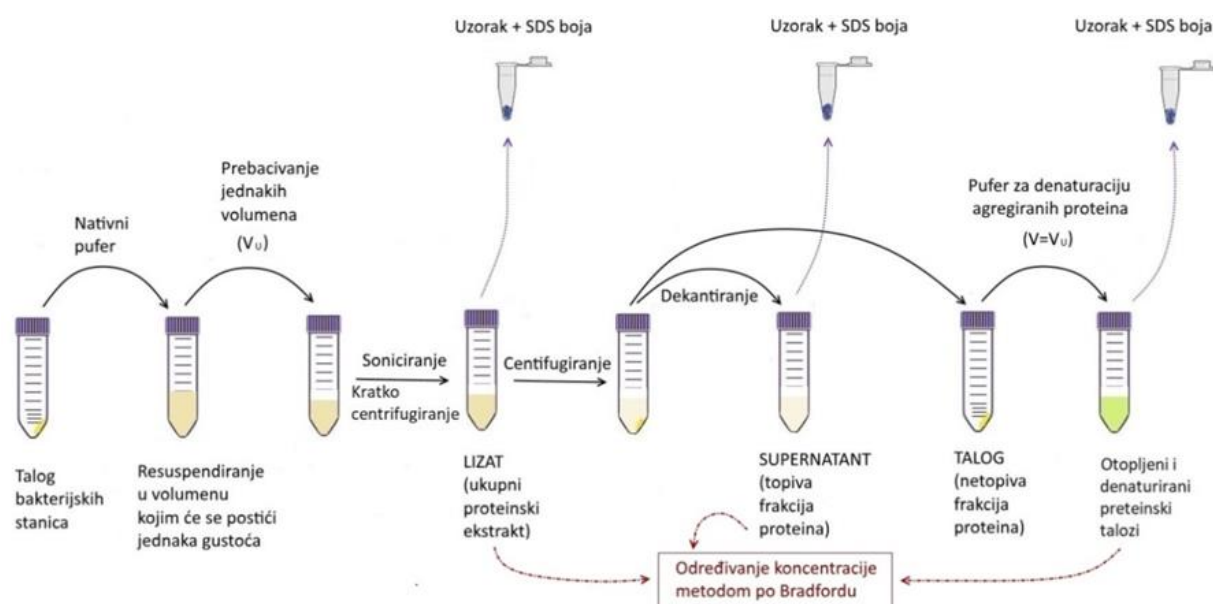 Uzorak + SDS boja
Uzorak + SDS boja
Uzorak + SDS boja
Nativni
pufer
Prebacivanje
jednakih
volumena
(Vᵤ)
Pufer za denaturaciju
agregiranih proteina
(V=Vᵤ)
Soniciranje
Kratko
centrifugiranje
Centifugiranje
Dekantiranje
Talog
bakterijskih
stanica
Resuspendiranje
u volumenu
kojim će se postići
jednaka gustoća
LIZAT
(ukupni
proteinski
ekstrakt)
SUPERNATANT
(topiva
frakcija
proteina)
TALOG
(netopiva
frakcija
proteina)
Otopljeni i
denaturirani
preteinski
talozi
Određivanje koncentracije
metodom po Bradfordu